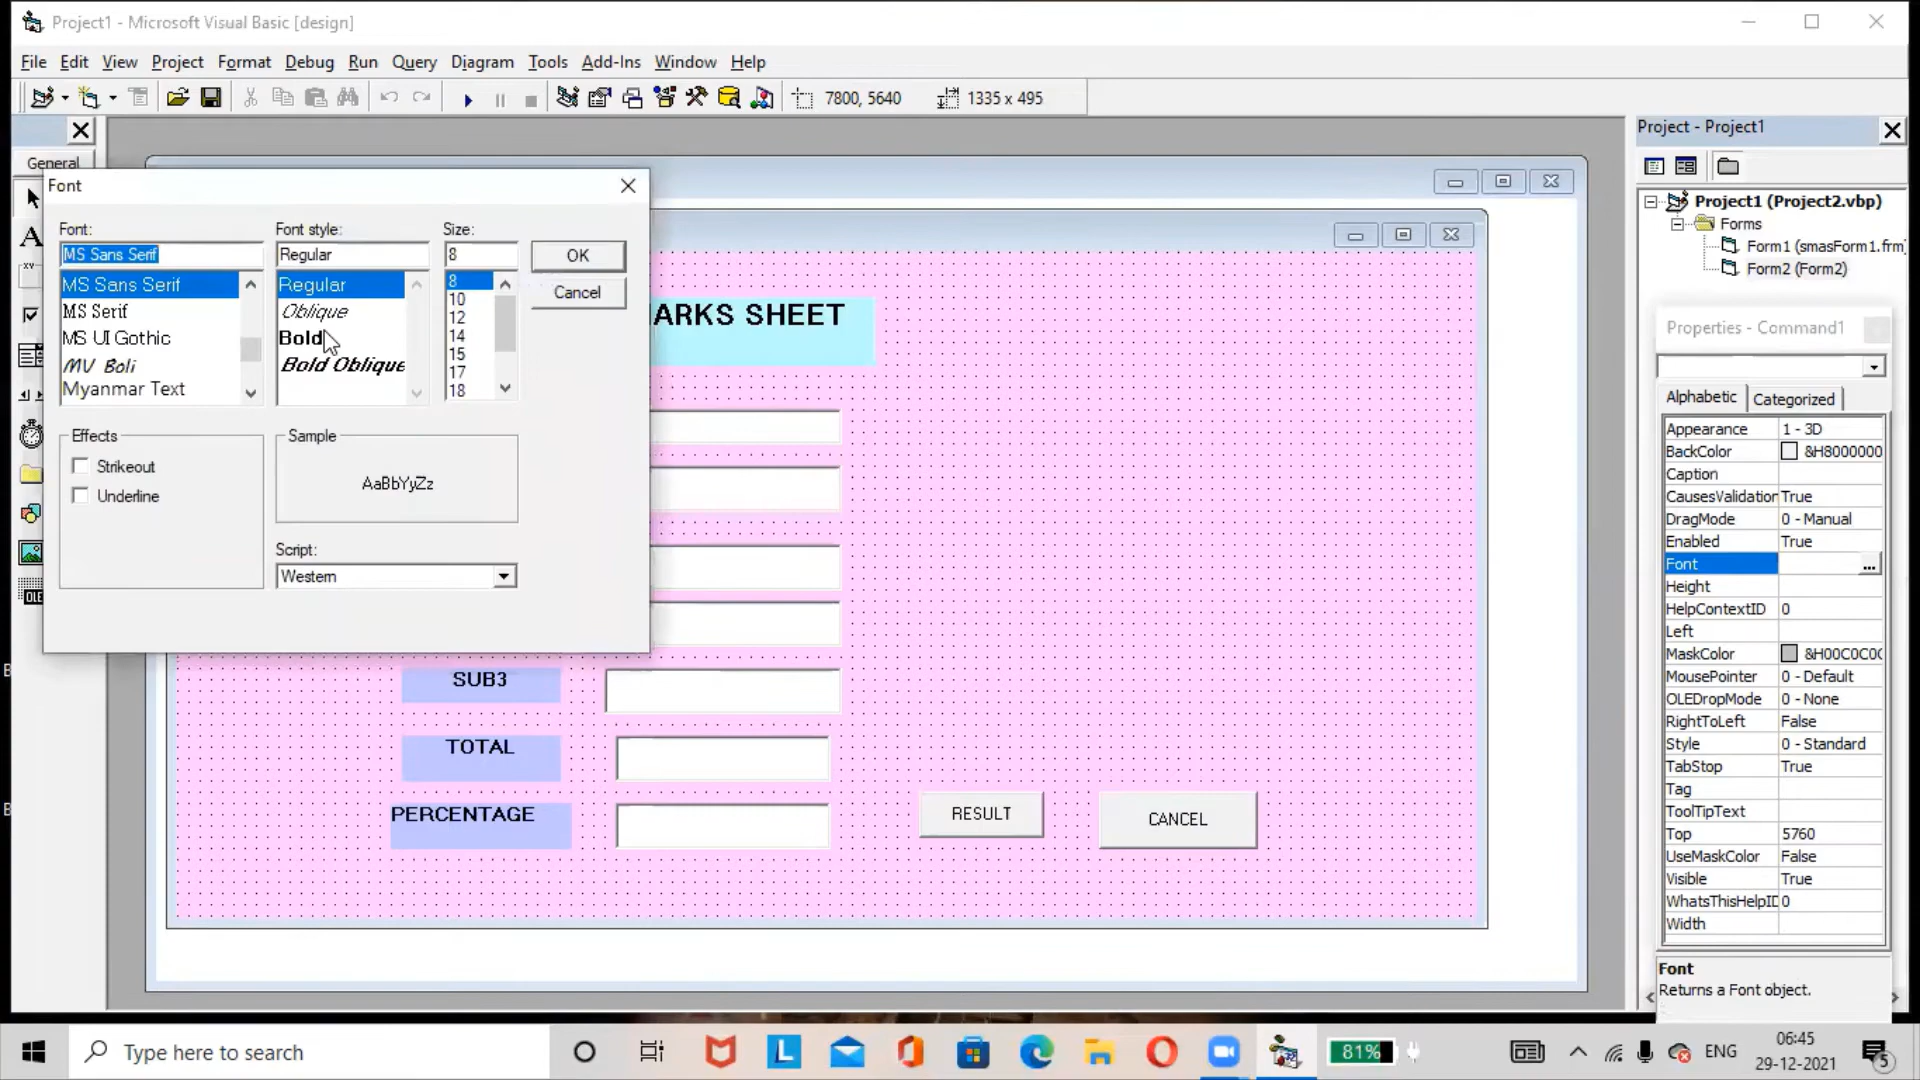 Project1 - Microsoft Visual Basic [design]
File Edit View Project Format Debug Run Query Diagram Tools Add-Ins Window Help
7800, 5640 1335 x 495
General
Font
Font: Font style: Size:
MS Sans Serif Regular 8 OK
MS Sans Serif Regular 8
MS Serif Oblique 10 Cancel
MS UI Gothic Bold 12
MV Boli Bold Oblique 14
Myanmar Text 15
17
18
Effects
Strikeout
Underline
Sample
AaBbYyZz
Script:
Western
ARKS SHEET
SUB3
TOTAL
PERCENTAGE
RESULT
CANCEL
OLE
Project - Project1
Project1 (Project2.vbp)
Forms
Form1 (smasForm1.frm
Form2 (Form2)
Properties - Command1
Alphabetic Categorized
Appearance 1 - 3D
BackColor &H8000000
Caption
CausesValidation True
DragMode 0 - Manual
Enabled True
Font ...
Height
HelpContextID 0
Left
MaskColor &H00C0C0C
MousePointer 0 - Default
OLEDropMode 0 - None
RightToLeft False
Style 0 - Standard
TabStop True
Tag
ToolTipText
Top 5760
UseMaskColor False
Visible True
WhatsThisHelpID 0
Width
Font
Returns a Font object.
Type here to search
81%
ENG
06:45
29-12-2021
5